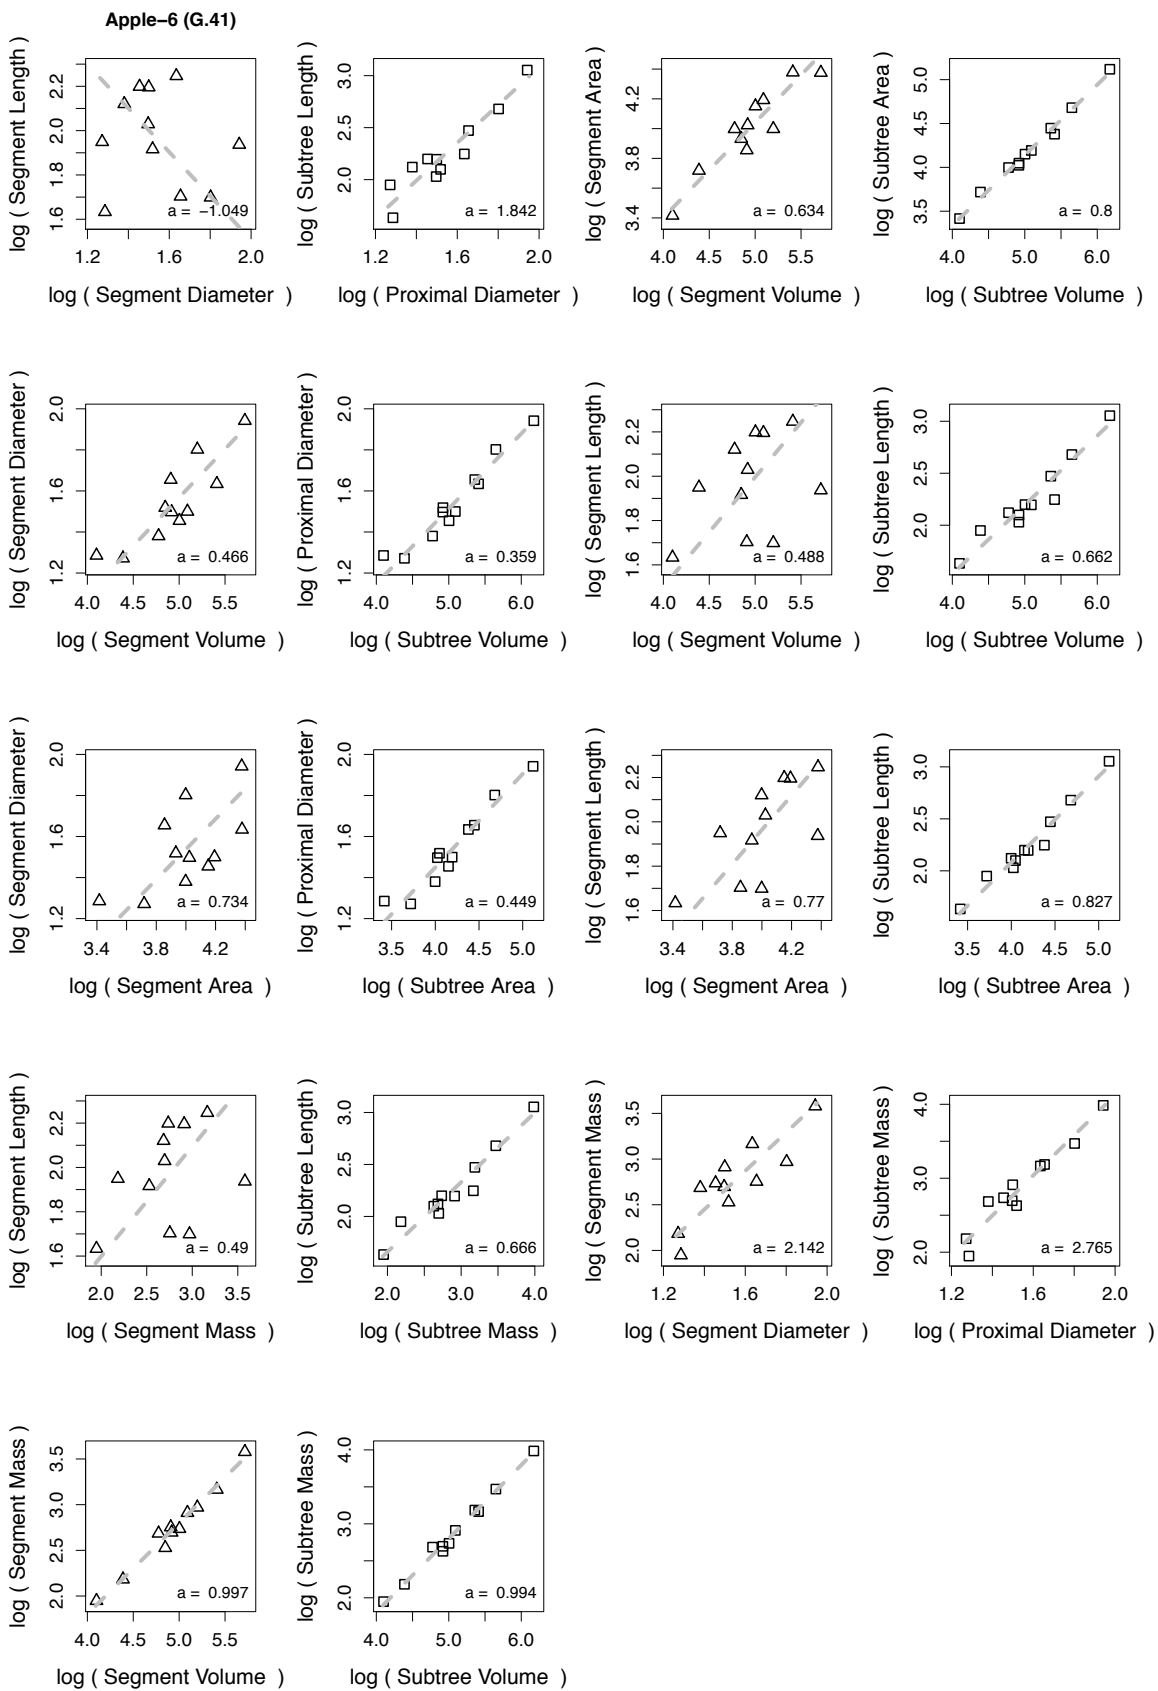 Apple−6 (G.41)
log ( Segment Length )
1.6 1.8 2.0 2.2
a = −1.049
1.2 1.6 2.0
log ( Segment Diameter )
log ( Subtree Length )
2.0 2.5 3.0
a = 1.842
1.2 1.6 2.0
log ( Proximal Diameter )
log ( Segment Area )
3.4 3.8 4.2
a = 0.634
4.0 4.5 5.0 5.5
log ( Segment Volume )
log ( Subtree Area )
3.5 4.0 4.5 5.0
a = 0.8
4.0 5.0 6.0
log ( Subtree Volume )
log ( Segment Diameter )
1.2 1.6 2.0
a = 0.466
4.0 4.5 5.0 5.5
log ( Segment Volume )
log ( Proximal Diameter )
1.2 1.6 2.0
a = 0.359
4.0 5.0 6.0
log ( Subtree Volume )
log ( Segment Length )
1.6 1.8 2.0 2.2
a = 0.488
4.0 4.5 5.0 5.5
log ( Segment Volume )
log ( Subtree Length )
2.0 2.5 3.0
a = 0.662
4.0 5.0 6.0
log ( Subtree Volume )
log ( Segment Diameter )
1.2 1.6 2.0
a = 0.734
3.4 3.8 4.2
log ( Segment Area )
log ( Proximal Diameter )
1.2 1.6 2.0
a = 0.449
3.5 4.0 4.5 5.0
log ( Subtree Area )
log ( Segment Length )
1.6 1.8 2.0 2.2
a = 0.77
3.4 3.8 4.2
log ( Segment Area )
log ( Subtree Length )
2.0 2.5 3.0
a = 0.827
3.5 4.0 4.5 5.0
log ( Subtree Area )
log ( Segment Length )
1.6 1.8 2.0 2.2
a = 0.49
2.0 2.5 3.0 3.5
log ( Segment Mass )
log ( Subtree Length )
2.0 2.5 3.0
a = 0.666
2.0 3.0 4.0
log ( Subtree Mass )
log ( Segment Mass )
2.0 2.5 3.0 3.5
a = 2.142
1.2 1.6 2.0
log ( Segment Diameter )
log ( Subtree Mass )
2.0 3.0 4.0
a = 2.765
1.2 1.6 2.0
log ( Proximal Diameter )
log ( Segment Mass )
2.0 2.5 3.0 3.5
a = 0.997
4.0 4.5 5.0 5.5
log ( Segment Volume )
log ( Subtree Mass )
2.0 3.0 4.0
a = 0.994
4.0 5.0 6.0
log ( Subtree Volume )